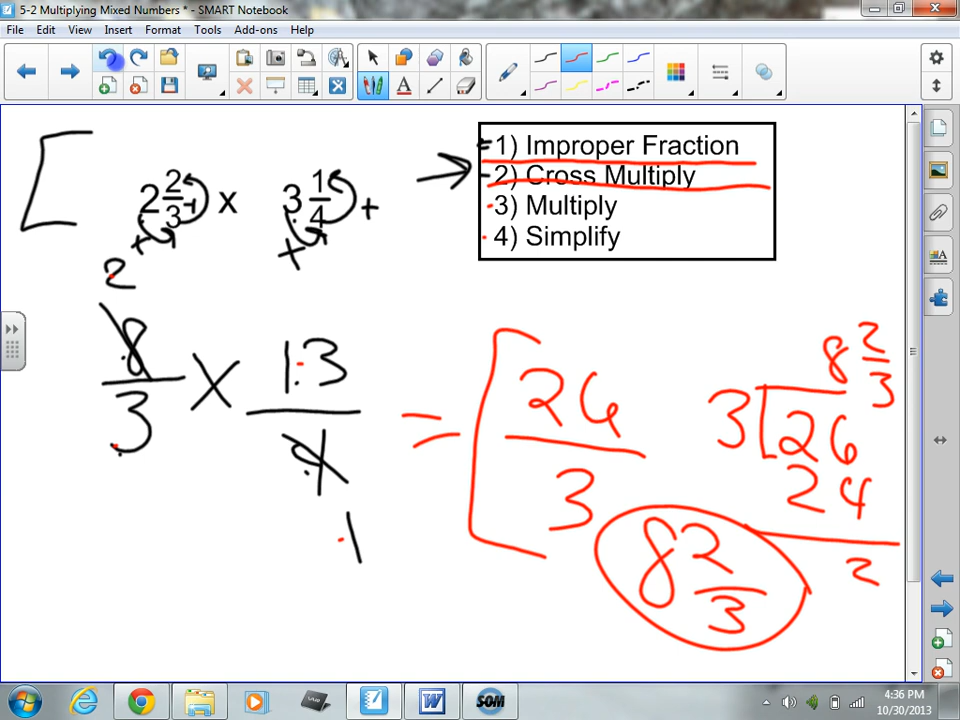 5-2 Multiplying Mixed Numbers * - SMART Notebook
File Edit View Insert Format Tools Add-ons Help
1) Improper Fraction
2) Cross Multiply
3) Multiply
4) Simplify
2 2/3 x 3 1/4 +
+ +
2
8/3 X 13/4 = 26/3
1
8 2/3
3 26
24
2
8 2/3
SOM
4:36 PM
10/30/2013